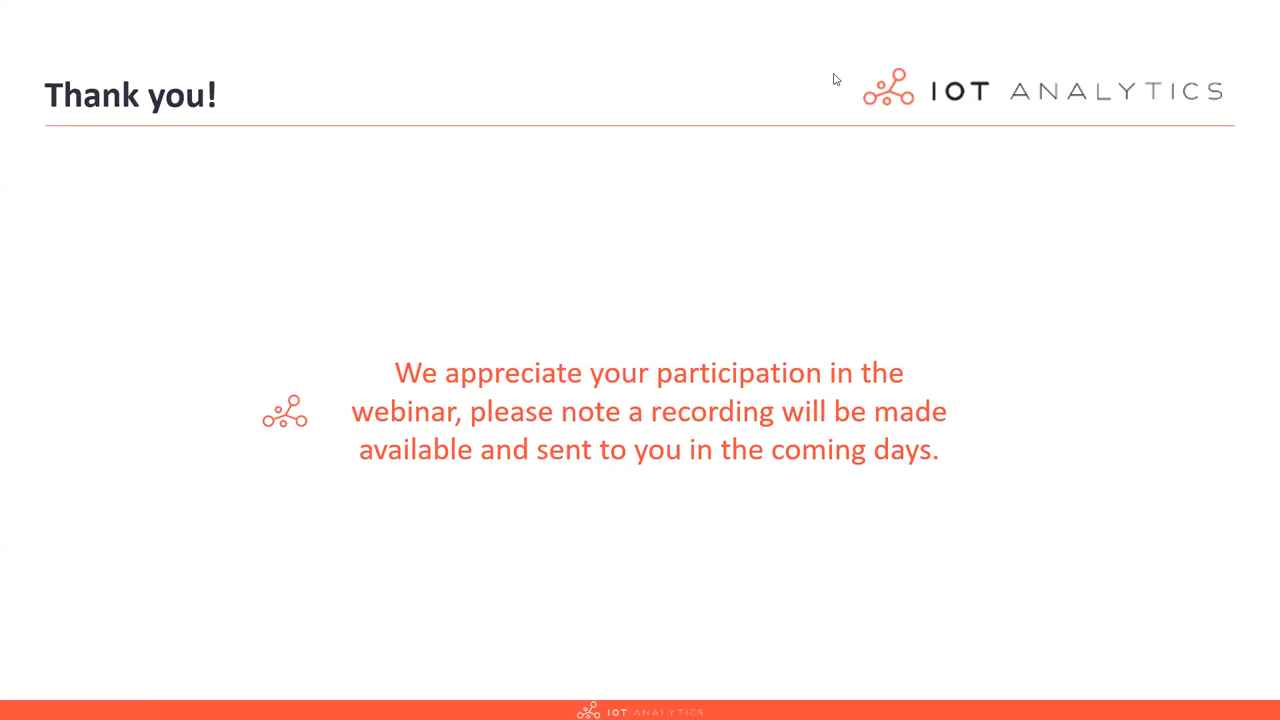 Thank you!
IOT ANALYTICS
We appreciate your participation in the
webinar, please note a recording will be made
available and sent to you in the coming days.
IOT ANALYTICS